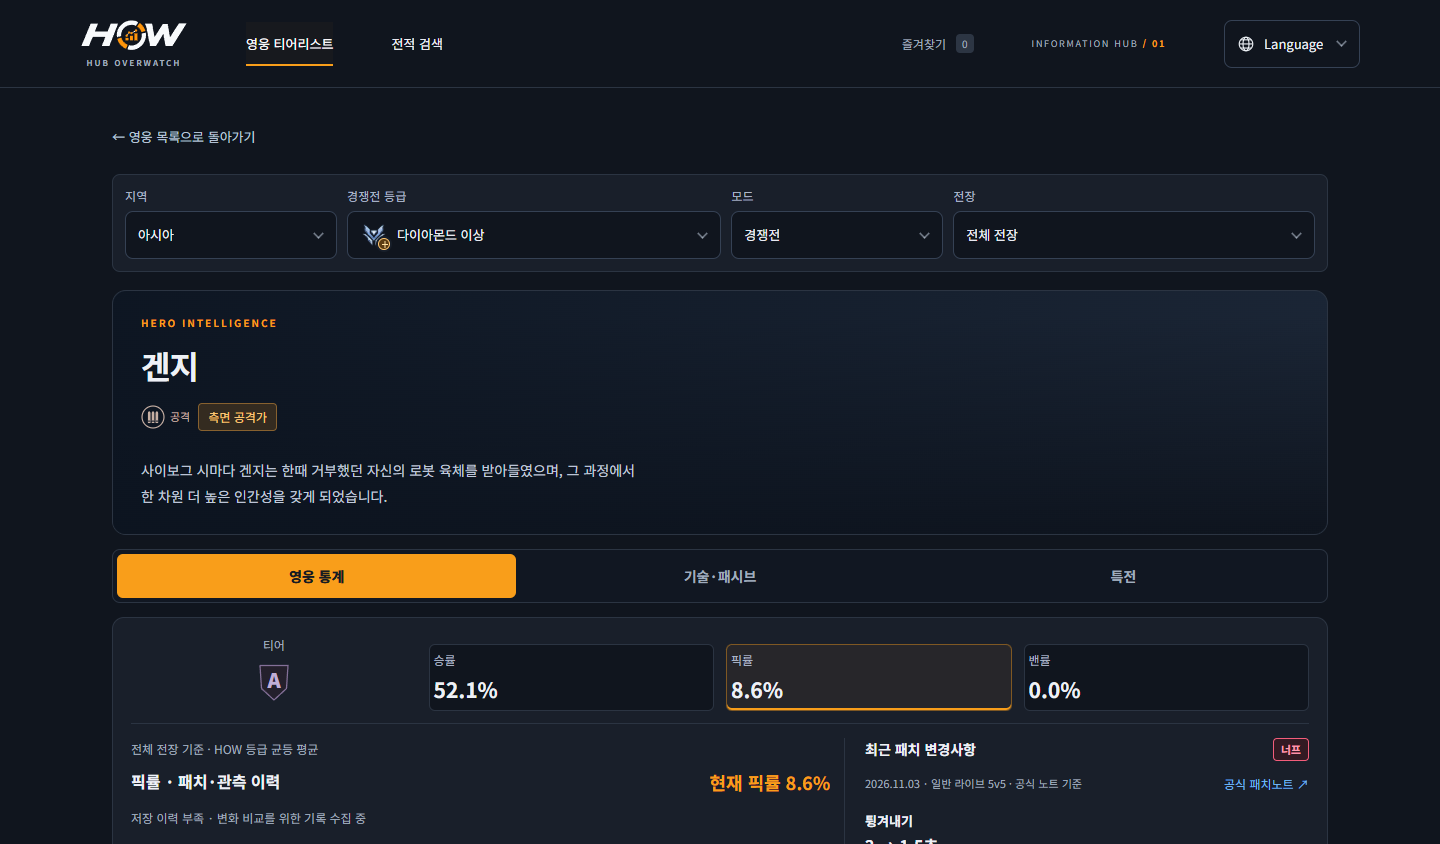 HOW
HUB OVERWATCH
영웅 티어리스트
전적 검색
즐겨찾기 0
INFORMATION HUB / 01
Language
← 영웅 목록으로 돌아가기
지역
경쟁전 등급
모드
전장
아시아
다이아몬드 이상
경쟁전
전체 전장
HERO INTELLIGENCE
겐지
공격
측면 공격가
사이보그 시마다 겐지는 한때 거부했던 자신의 로봇 육체를 받아들였으며, 그 과정에서
한 차원 더 높은 인간성을 갖게 되었습니다.
영웅 통계
기술·패시브
특전
티어
A
승률
52.1%
픽률
8.6%
밴률
0.0%
전체 전장 기준 · HOW 등급 균등 평균
픽률 · 패치·관측 이력
현재 픽률 8.6%
저장 이력 부족 · 변화 비교를 위한 기록 수집 중
최근 패치 변경사항
너프
2026.11.03 · 일반 라이브 5v5 · 공식 노트 기준
공식 패치노트 ↗
튕겨내기